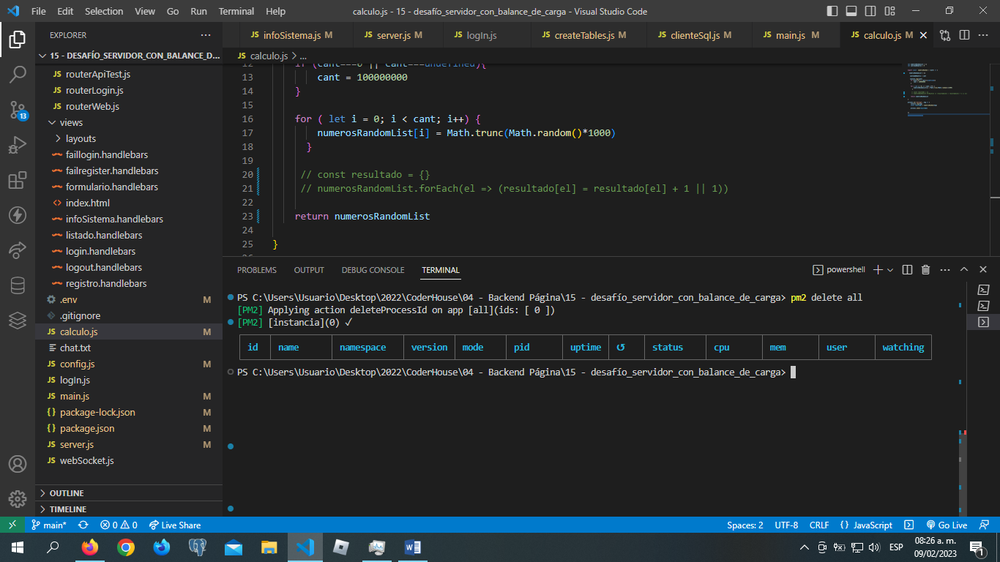 File Edit Selection View Go Run Terminal Help
calculo.js - 15 - desafío_servidor_con_balance_de_carga - Visual Studio Code
EXPLORER
15 - DESAFÍO_SERVIDOR_CON_BALANCE_D...
routerApiTest.js
routerLogin.js
routerWeb.js
views
layouts
faillogin.handlebars
failregister.handlebars
formulario.handlebars
index.html
infoSistema.handlebars
listado.handlebars
login.handlebars
logout.handlebars
registro.handlebars
.env M
.gitignore
calculo.js M
chat.txt
config.js M
logIn.js
main.js M
package-lock.json M
package.json M
server.js M
webSocket.js
OUTLINE
TIMELINE
13
JS infoSistema.js M JS server.js M JS logIn.js JS createTables.js M JS clienteSql.js M JS main.js M JS calculo.js M
JS calculo.js > ...
12 if (cant===0 || cant===undefined){
13 cant = 100000000
14 }
15
16 for ( let i = 0; i < cant; i++) {
17 numerosRandomList[i] = Math.trunc(Math.random()*1000)
18 }
19
20 // const resultado = {}
21 // numerosRandomList.forEach(el => (resultado[el] = resultado[el] + 1 || 1))
22
23 return numerosRandomList
24
25 }
PROBLEMS OUTPUT DEBUG CONSOLE TERMINAL
powershell
PS C:\Users\Usuario\Desktop\2022\CoderHouse\04 - Backend Página\15 - desafío_servidor_con_balance_de_carga> pm2 delete all
[PM2] Applying action deleteProcessId on app [all](ids: [ 0 ])
[PM2] [instancia](0) ✓
id name namespace version mode pid uptime ↺ status cpu mem user watching
PS C:\Users\Usuario\Desktop\2022\CoderHouse\04 - Backend Página\15 - desafío_servidor_con_balance_de_carga>
main* 0 0 Live Share
Spaces: 2 UTF-8 CRLF {} JavaScript Go Live
ESP
08:26 a. m.
09/02/2023
1